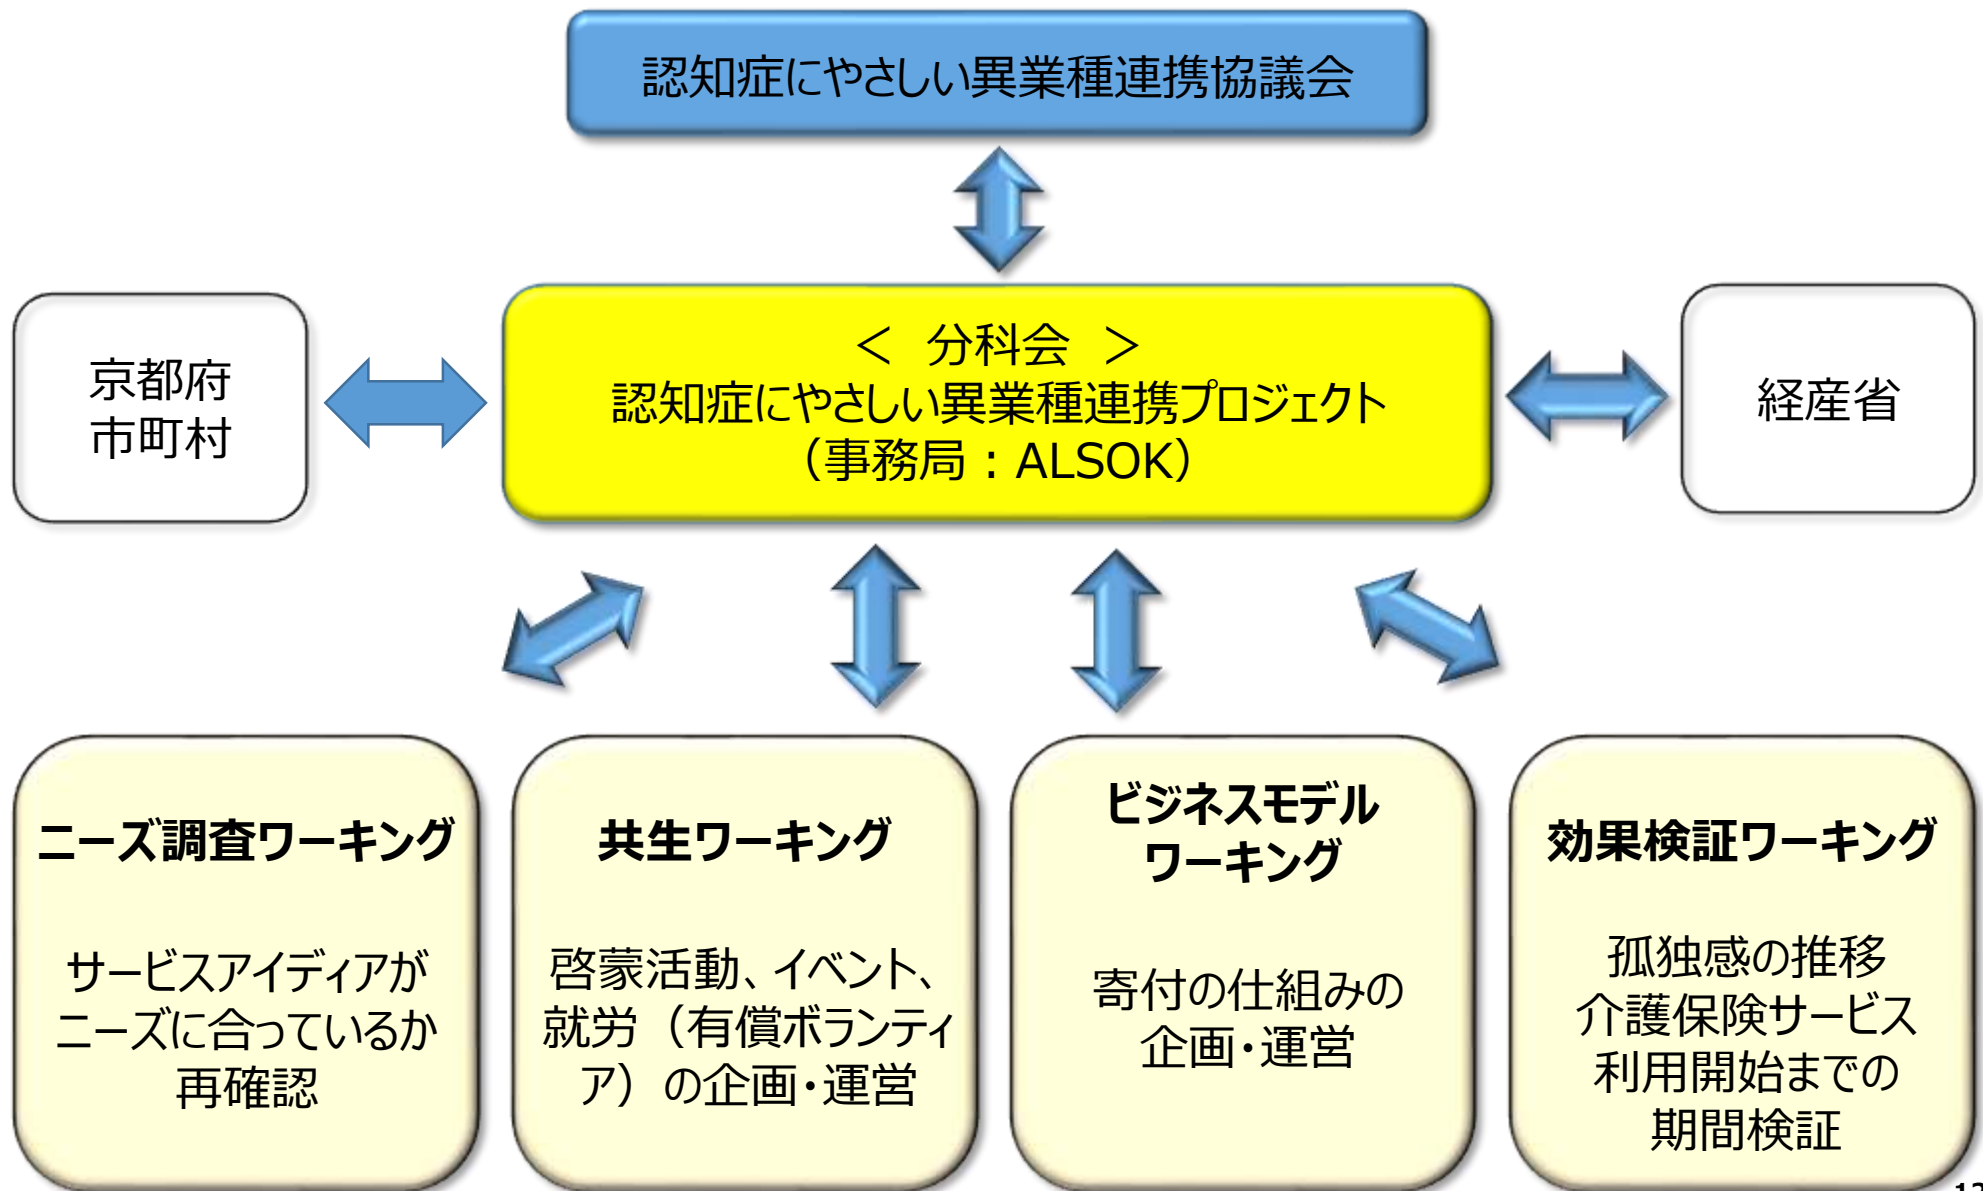 認知症にやさしい異業種連携協議会
京都府
市町村
＜ 分科会 ＞
認知症にやさしい異業種連携プロジェクト
（事務局：ALSOK）
経産省
ニーズ調査ワーキング
サービスアイディアが
ニーズに合っているか
再確認
共生ワーキング
啓蒙活動、イベント、
就労（有償ボランティ
ア）の企画・運営
ビジネスモデル
ワーキング
寄付の仕組みの
企画・運営
効果検証ワーキング
孤独感の推移
介護保険サービス
利用開始までの
期間検証